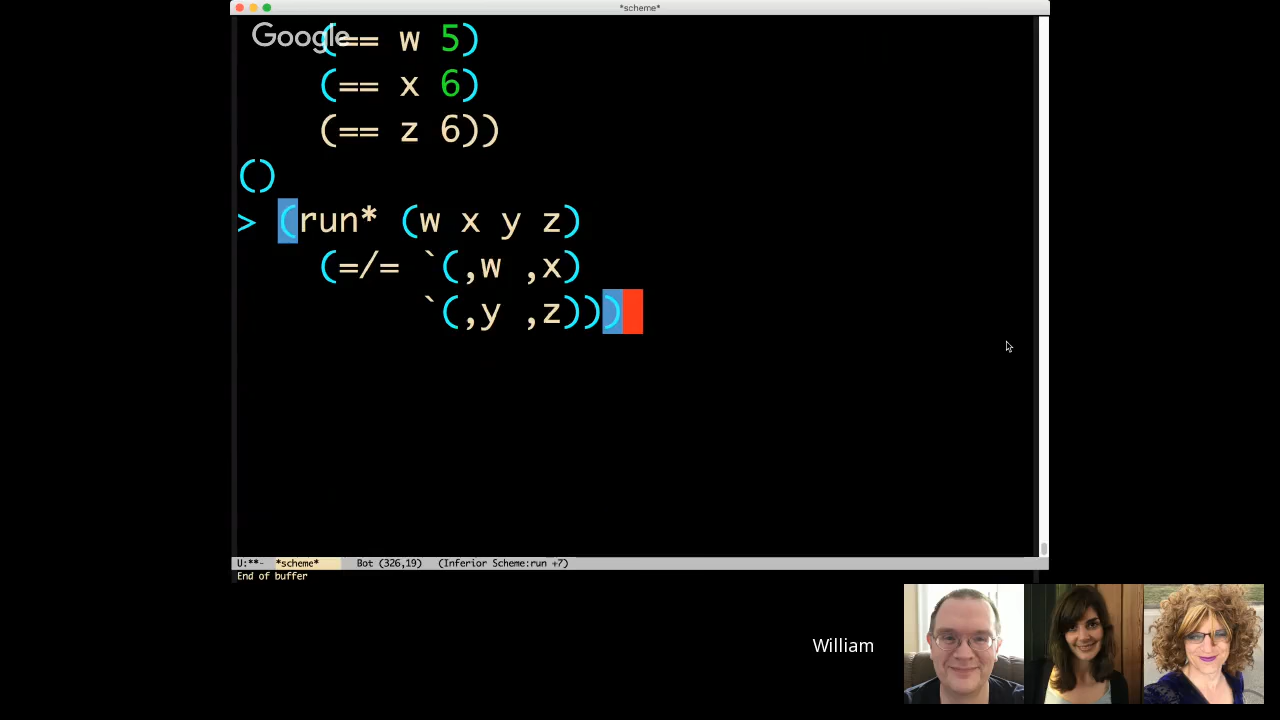 *scheme*
Google
(== w 5)
(== x 6)
(== z 6))
()
> (run* (w x y z)
(=/= `(,w ,x)
`(,y ,z)))
U:**- *scheme* Bot (326,19) (Inferior Scheme:run +7)
End of buffer
William